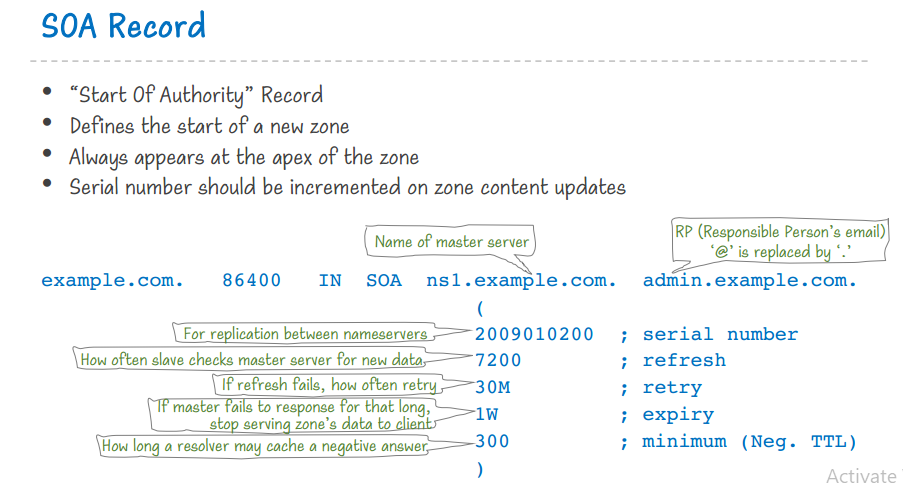 SOA Record
• “Start Of Authority” Record
• Defines the start of a new zone
• Always appears at the apex of the zone
• Serial number should be incremented on zone content updates
Name of master server
RP (Responsible Person’s email)
‘@’ is replaced by ‘.’
example.com. 86400 IN SOA ns1.example.com. admin.example.com.
(
For replication between nameservers 2009010200 ; serial number
How often slave checks master server for new data 7200 ; refresh
If refresh fails, how often retry 30M ; retry
If master fails to response for that long,
stop serving zone’s data to client 1W ; expiry
How long a resolver may cache a negative answer 300 ; minimum (Neg. TTL)
)
Activate